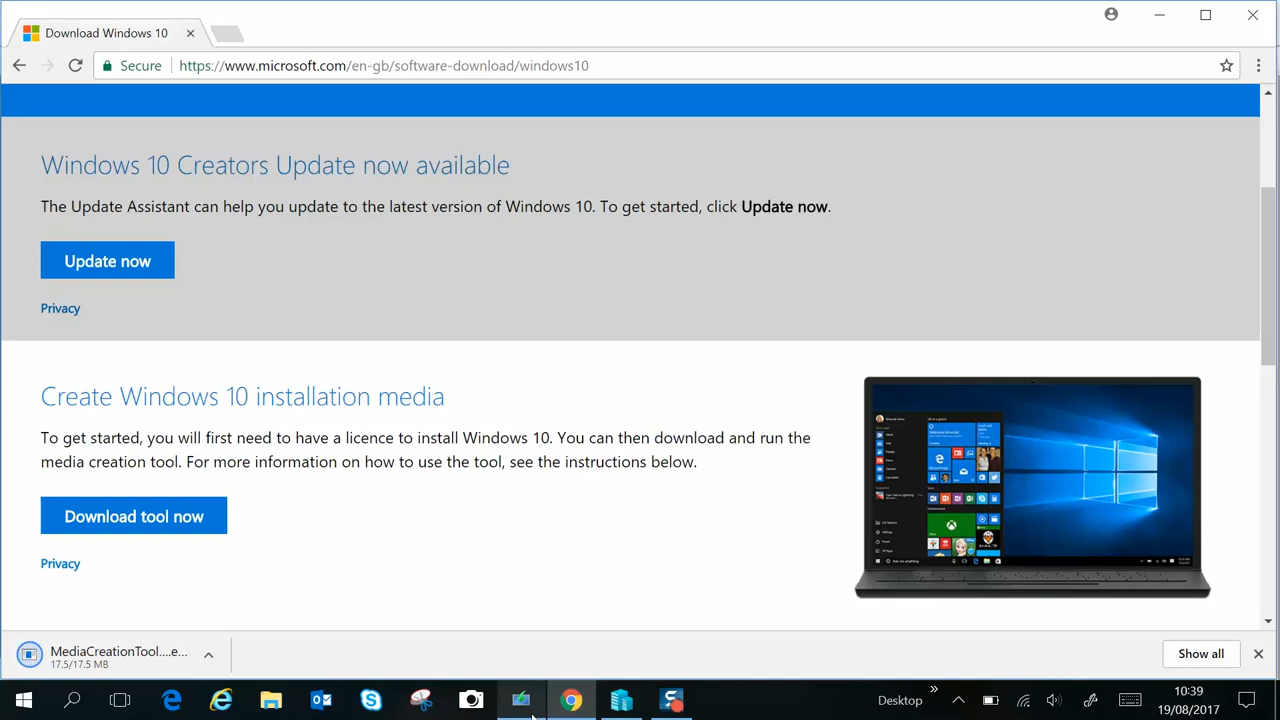 Download Windows 10
Secure
https://www.microsoft.com/en-gb/software-download/windows10
Windows 10 Creators Update now available
The Update Assistant can help you update to the latest version of Windows 10. To get started, click Update now.
Update now
Privacy
Create Windows 10 installation media
To get started, you will first need to have a licence to install Windows 10. You can then download and run the
media creation tool. For more information on how to use the tool, see the instructions below.
Download tool now
Privacy
MediaCreationTool....e...
17.5/17.5 MB
Show all
Desktop
10:39
19/08/2017